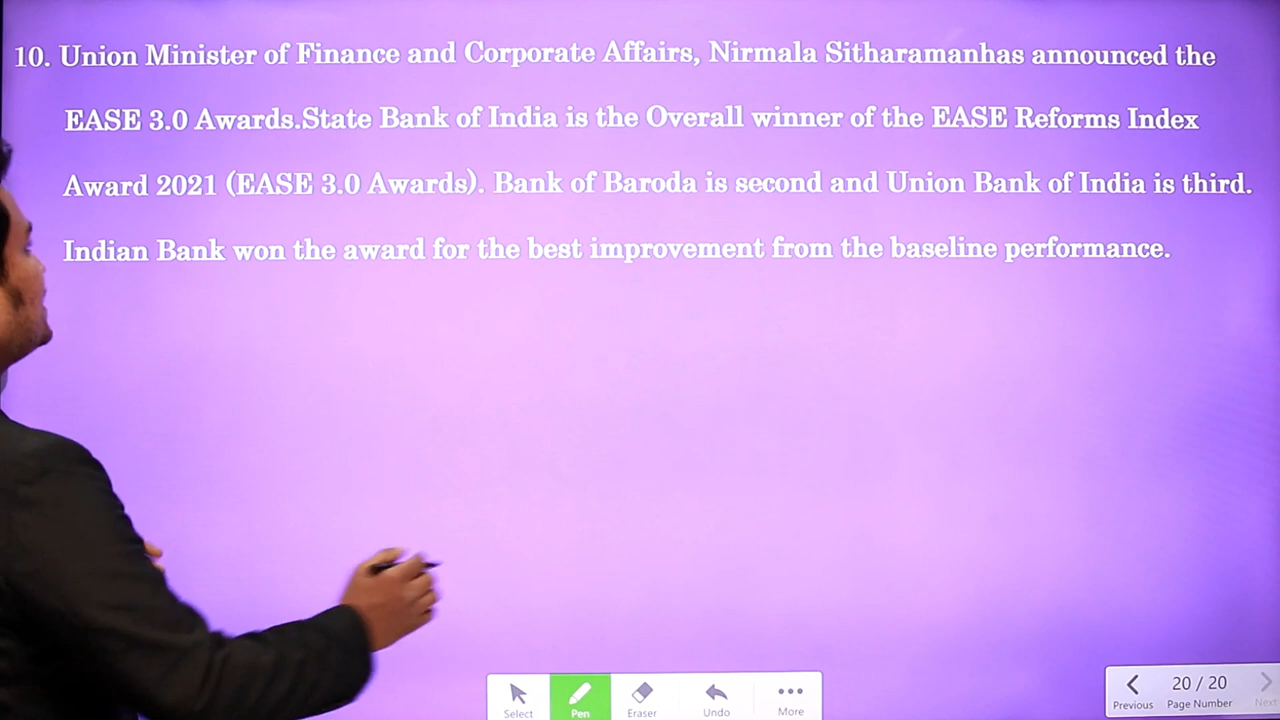 10. Union Minister of Finance and Corporate Affairs, Nirmala Sitharamanhas announced the
EASE 3.0 Awards.State Bank of India is the Overall winner of the EASE Reforms Index
Award 2021 (EASE 3.0 Awards). Bank of Baroda is second and Union Bank of India is third.
Indian Bank won the award for the best improvement from the baseline performance.
Select Pen Eraser Undo More
20 / 20
Previous Page Number Next